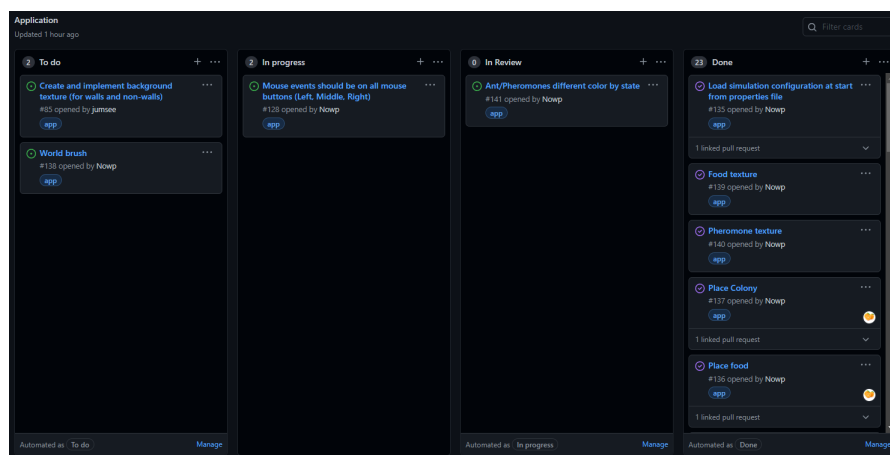 Application
Updated 1 hour ago
Filter cards
2 To do
Create and implement background
texture (for walls and non-walls)
#85 opened by jumsee
app
World brush
#138 opened by Nowp
app
Automated as To do
Manage
2 In progress
Mouse events should be on all mouse
buttons (Left, Middle, Right)
#128 opened by Nowp
app
0 In Review
Ant/Pheromones different color by state
#141 opened by Nowp
app
Automated as In progress
Manage
23 Done
Load simulation configuration at start
from properties file
#135 opened by Nowp
app
1 linked pull request
Food texture
#139 opened by Nowp
app
Pheromone texture
#140 opened by Nowp
app
Place Colony
#137 opened by Nowp
app
1 linked pull request
Place food
#136 opened by Nowp
app
1 linked pull request
Automated as Done
Manage